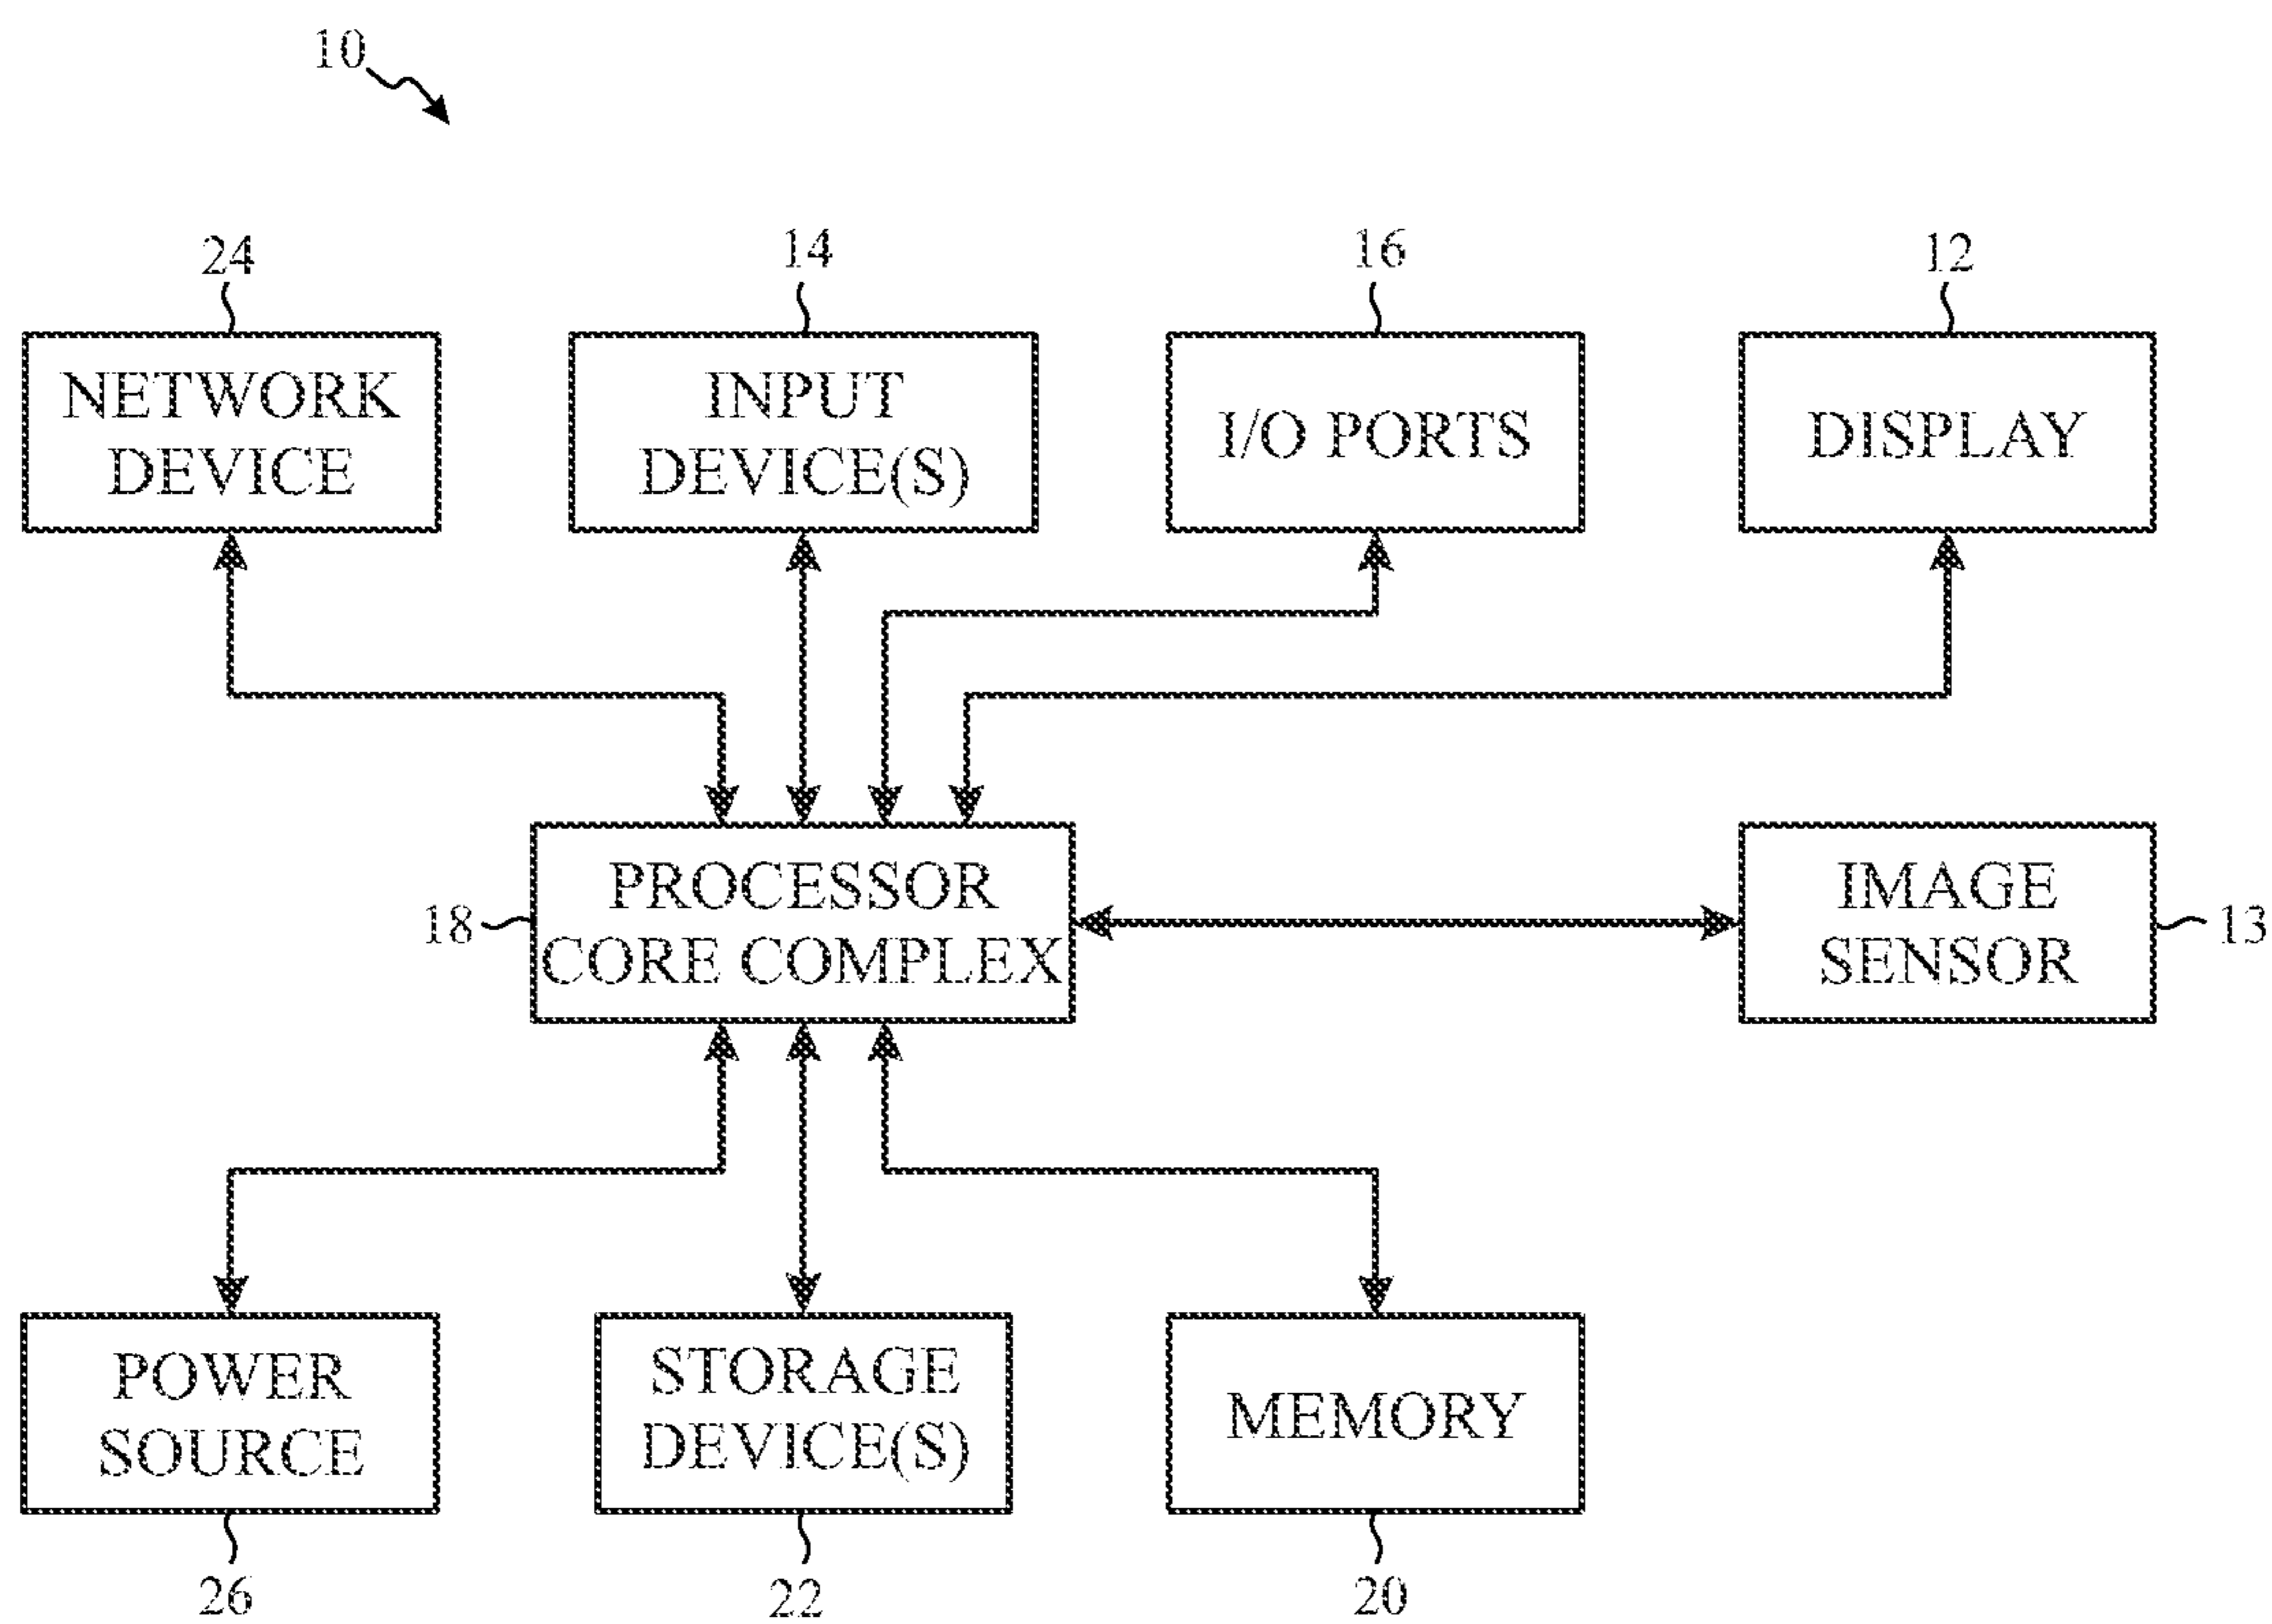 10
24
14
16
12
NETWORK
DEVICE
INPUT
DEVICE(S)
I/O PORTS
DISPLAY
18
PROCESSOR
CORE COMPLEX
IMAGE
SENSOR
13
POWER
SOURCE
STORAGE
DEVICE(S)
MEMORY
26
22
20